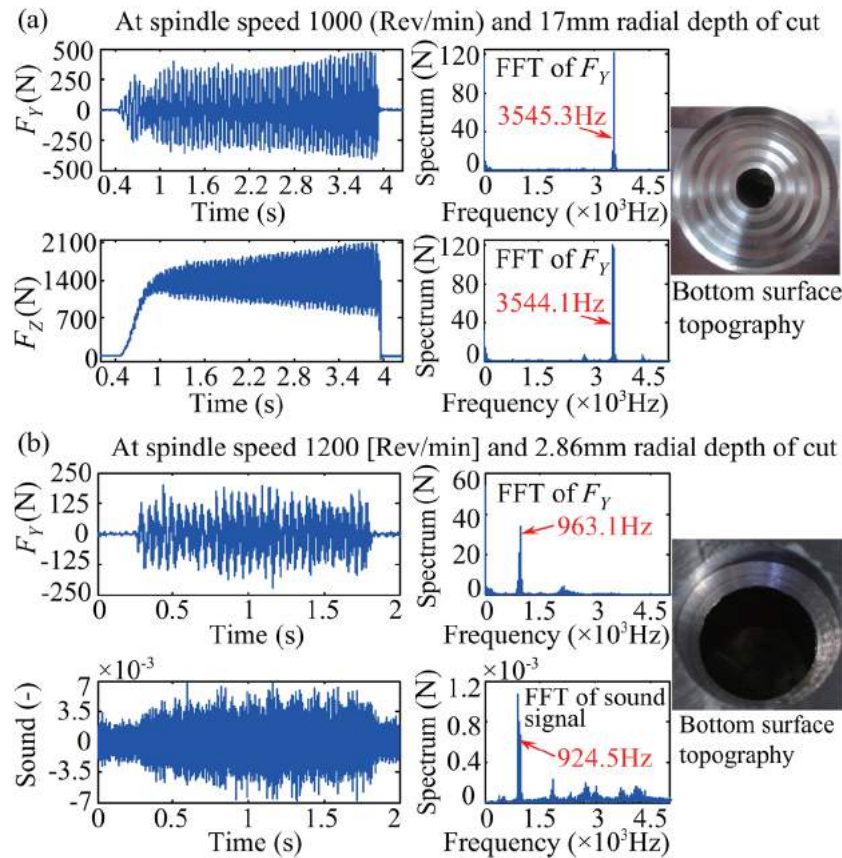 (a) At spindle speed 1000 (Rev/min) and 17mm radial depth of cut
F_Y (N)
500
250
0
-250
-500
0.4 1 1.6 2.2 2.8 3.4 4
Time (s)
Spectrum (N)
120
80
40
0
FFT of F_Y
3545.3Hz
0 1.5 3 4.5
Frequency (×10³Hz)
F_Z (N)
2100
1400
700
0
0.4 1 1.6 2.2 2.8 3.4 4
Time (s)
Spectrum (N)
120
80
40
0
FFT of F_Y
3544.1Hz
0 1.5 3 4.5
Frequency (×10³Hz)
Bottom surface
topography
(b) At spindle speed 1200 [Rev/min] and 2.86mm radial depth of cut
F_Y (N)
250
125
0
-125
-250
0 0.5 1 1.5 2
Time (s)
Spectrum (N)
60
40
20
0
FFT of F_Y
963.1Hz
0 1.5 3 4.5
Frequency (×10³Hz)
×10⁻³
Sound (-)
7
3.5
0
-3.5
-7
0 0.5 1 1.5 2
Time (s)
×10⁻³
Spectrum (N)
1.2
0.8
0.4
0
FFT of sound
signal
924.5Hz
0 1.5 3 4.5
Frequency (×10³Hz)
Bottom surface
topography